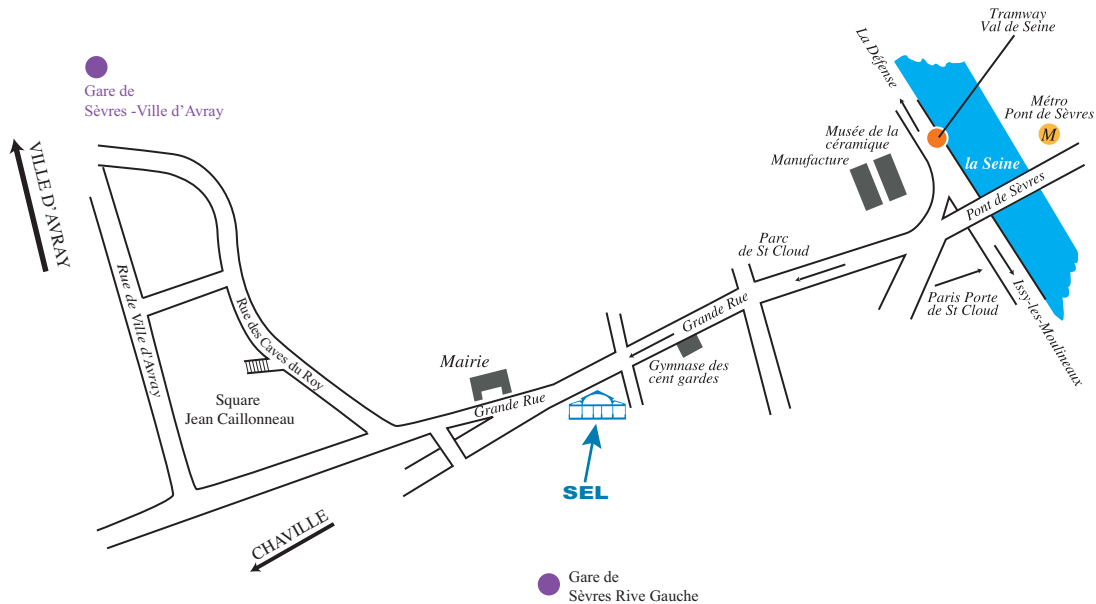 Tramway
Val de Seine
La Défense
Gare de
Sèvres -Ville d'Avray
Métro
Pont de Sèvres
M
Musée de la
céramique
Manufacture
la Seine
VILLE D'AVRAY
Pont de Sèvres
Parc
de St Cloud
Rue de Ville d'Avray
Rue des Caves du Roy
Grande Rue
Paris Porte
de St Cloud
Issy-les-Moulineaux
Mairie
Gymnase des
cent gardes
Grande Rue
Square
Jean Caillonneau
SEL
CHAVILLE
Gare de
Sèvres Rive Gauche